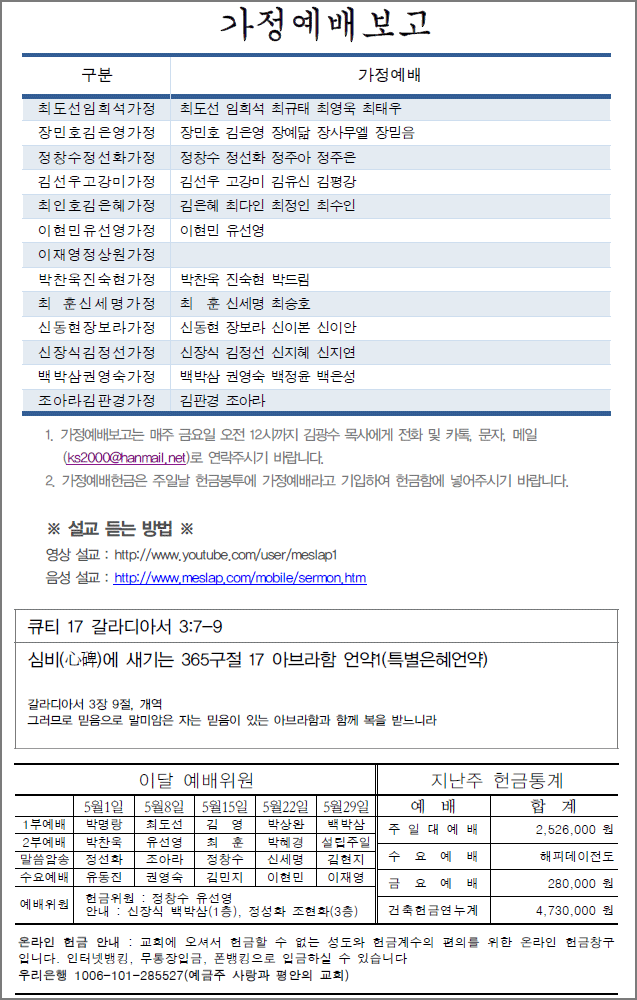 가정예배보고
구분 가정예배
최도선임희석가정 최도선 임희석 최규태 최영욱 최태우
장민호김은영가정 장민호 김은영 장예닮 장사무엘 장믿음
정창수정선화가정 정창수 정선화 정주아 정주은
김선우고강미가정 김선우 고강미 김유신 김평강
최인호김은혜가정 김은혜 최다인 최정인 최수인
이현민유선영가정 이현민 유선영
이재영정상원가정
박찬욱진숙현가정 박찬욱 진숙현 박드림
최 훈신세명가정 최 훈 신세명 최승호
신동현장보라가정 신동현 장보라 신이본 신이안
신장식김정선가정 신장식 김정선 신지혜 신지연
백박삼권영숙가정 백박삼 권영숙 백정윤 백은성
조아라김판경가정 김판경 조아라
1. 가정예배보고는 매주 금요일 오전 12시까지 김광수 목사에게 전화 및 카톡, 문자, 메일
(ks2000@hanmail.net)로 연락주시기 바랍니다.
2. 가정예배헌금은 주일날 헌금봉투에 가정예배라고 기입하여 헌금함에 넣어주시기 바랍니다.
※ 설교 듣는 방법 ※
영상 설교 : http://www.youtube.com/user/meslap1
음성 설교 : http://www.meslap.com/mobile/sermon.htm
큐티 17 갈라디아서 3:7-9
심비(心碑)에 새기는 365구절 17 아브라함 언약1(특별은혜언약)
갈라디아서 3장 9절, 개역
그러므로 믿음으로 말미암은 자는 믿음이 있는 아브라함과 함께 복을 받느니라
이달 예배위원
5월1일 5월8일 5월15일 5월22일 5월29일
1부예배 박명랑 최도선 김 영 박상완 백박삼
2부예배 박찬욱 유선영 최 훈 박혜경 설립주일
말씀암송 정선화 조아라 정창수 신세명 김현지
수요예배 유동진 권영숙 김민지 이현민 이재영
예배위원 헌금위원 : 정창수 유선영
안내 : 신장식 백박삼(1층), 정성화 조현화(3층)
지난주 헌금통계
예 배 합 계
주 일 대 예 배 2,526,000 원
수 요 예 배 해피데이전도
금 요 예 배 280,000 원
건축헌금연누계 4,730,000 원
온라인 헌금 안내 : 교회에 오셔서 헌금할 수 없는 성도와 헌금계수의 편의를 위한 온라인 헌금창구
입니다. 인터넷뱅킹, 무통장입금, 폰뱅킹으로 입금하실 수 있습니다
우리은행 1006-101-285527(예금주 사랑과 평안의 교회)